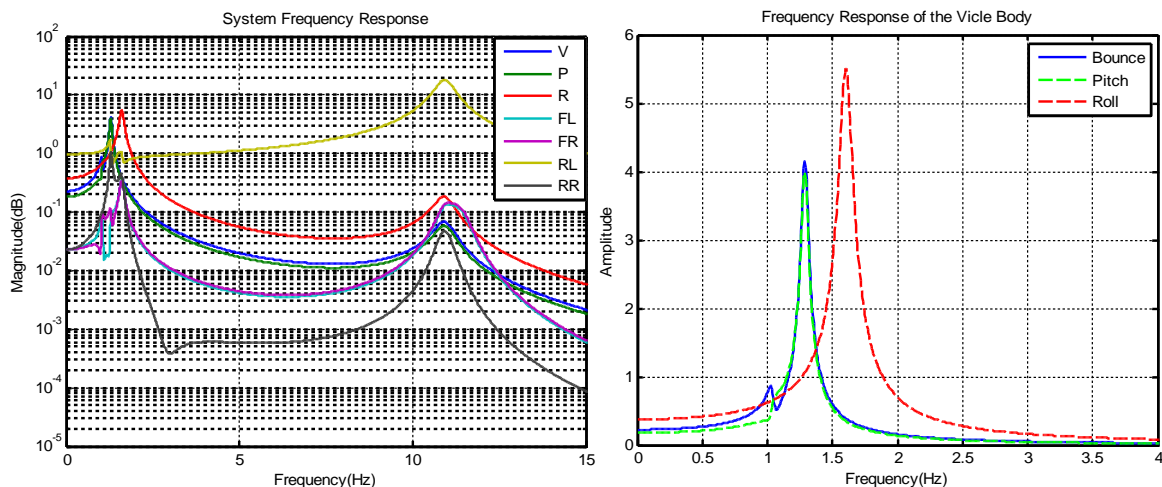 System Frequency Response
10^2
10^1
10^0
10^-1
10^-2
10^-3
10^-4
10^-5
Magnitude(dB)
0 5 10 15
Frequency(Hz)
V
P
R
FL
FR
RL
RR
Frequency Response of the Vicle Body
6
5
4
3
2
1
0
Amplitude
0 0.5 1 1.5 2 2.5 3 3.5 4
Frequency(Hz)
Bounce
Pitch
Roll